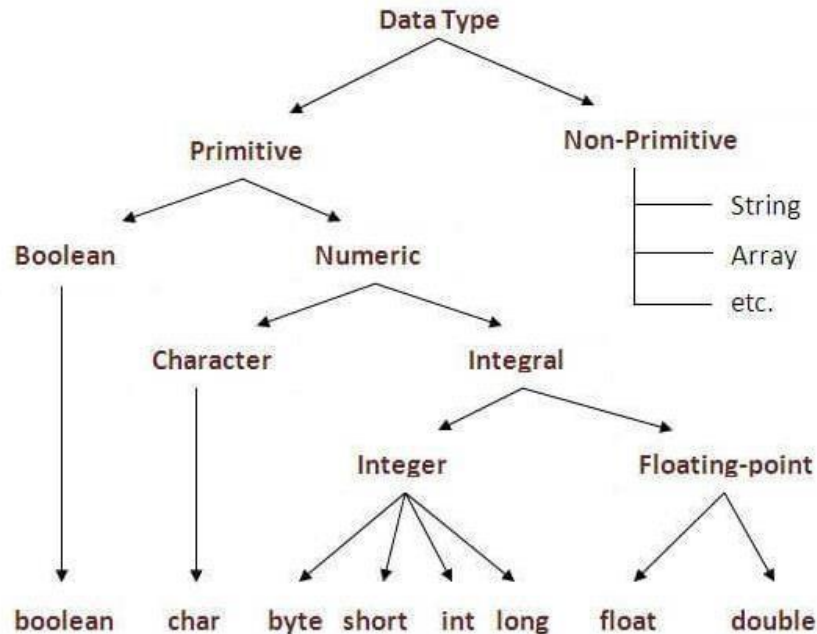 Data Type
Primitive
Non-Primitive
String
Array
etc.
Boolean
Numeric
Character
Integral
Integer
Floating-point
boolean
char
byte
short
int
long
float
double